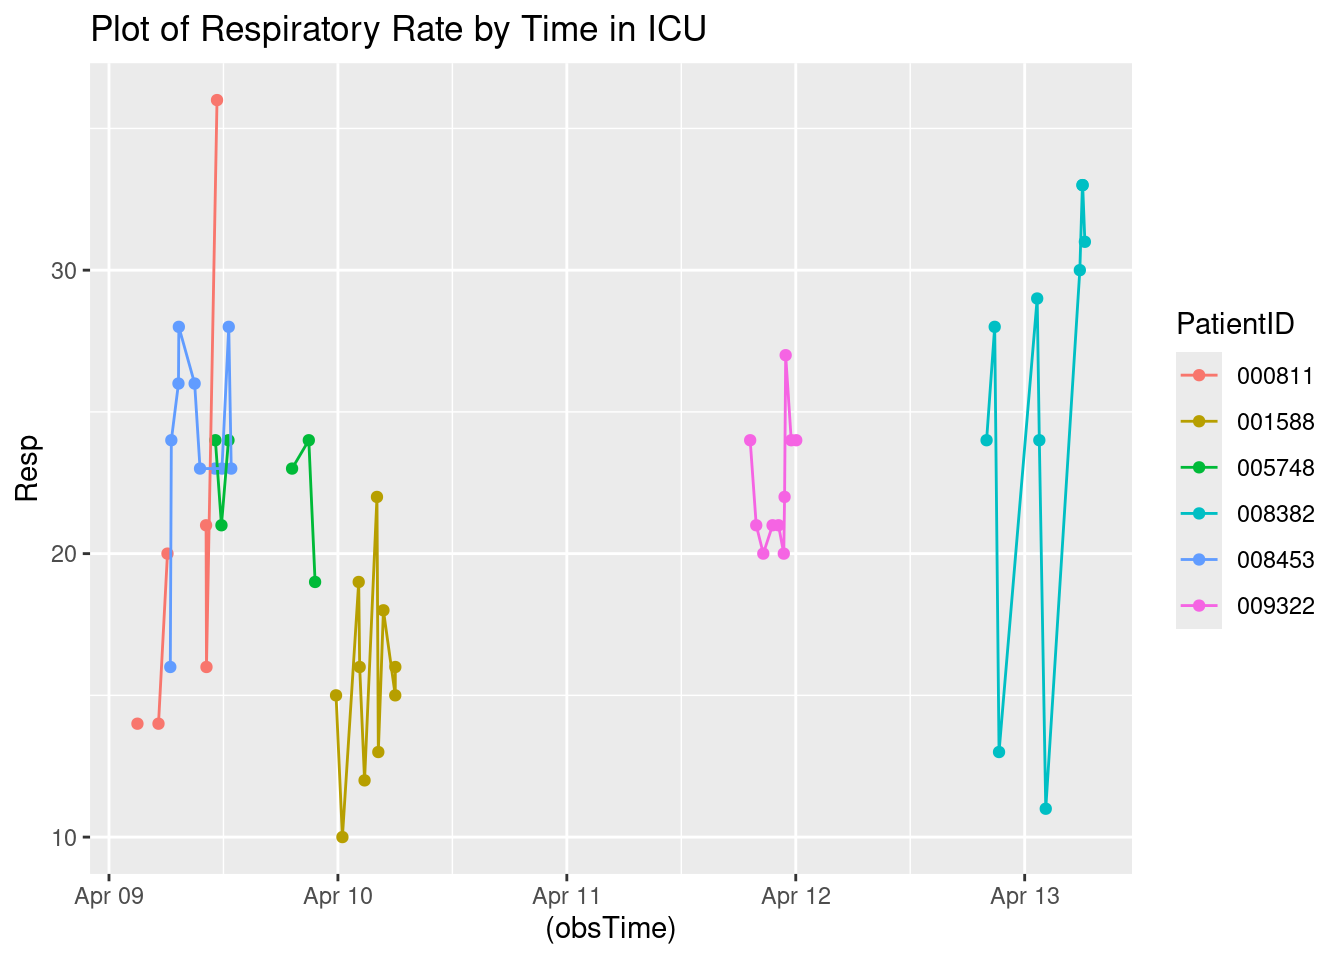 Plot of Respiratory Rate by Time in ICU
Resp
30
20
10
Apr 09
Apr 10
Apr 11
Apr 12
Apr 13
(obsTime)
PatientID
000811
001588
005748
008382
008453
009322